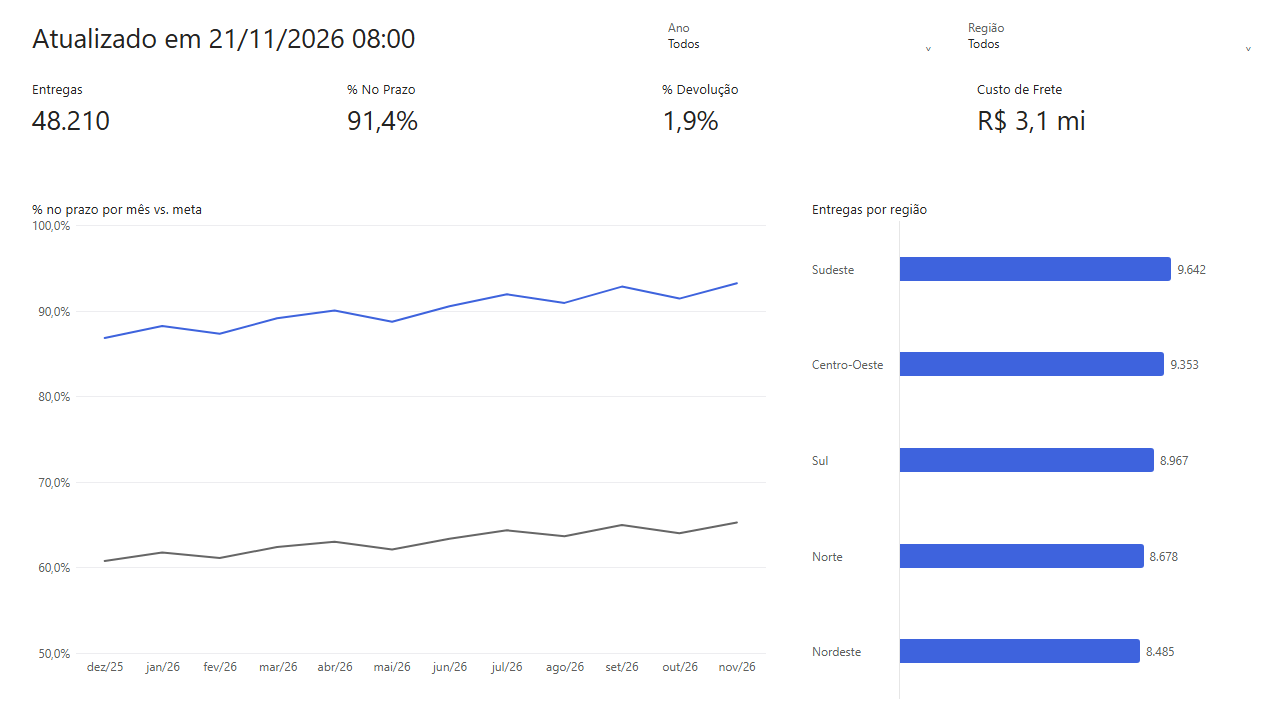 Atualizado em 21/11/2026 08:00
Ano
Todos
Região
Todos
Entregas
48.210
% No Prazo
91,4%
% Devolução
1,9%
Custo de Frete
R$ 3,1 mi
% no prazo por mês vs. meta
100,0%
90,0%
80,0%
70,0%
60,0%
50,0%
dez/25 jan/26 fev/26 mar/26 abr/26 mai/26 jun/26 jul/26 ago/26 set/26 out/26 nov/26
Entregas por região
Sudeste 9.642
Centro-Oeste 9.353
Sul 8.967
Norte 8.678
Nordeste 8.485